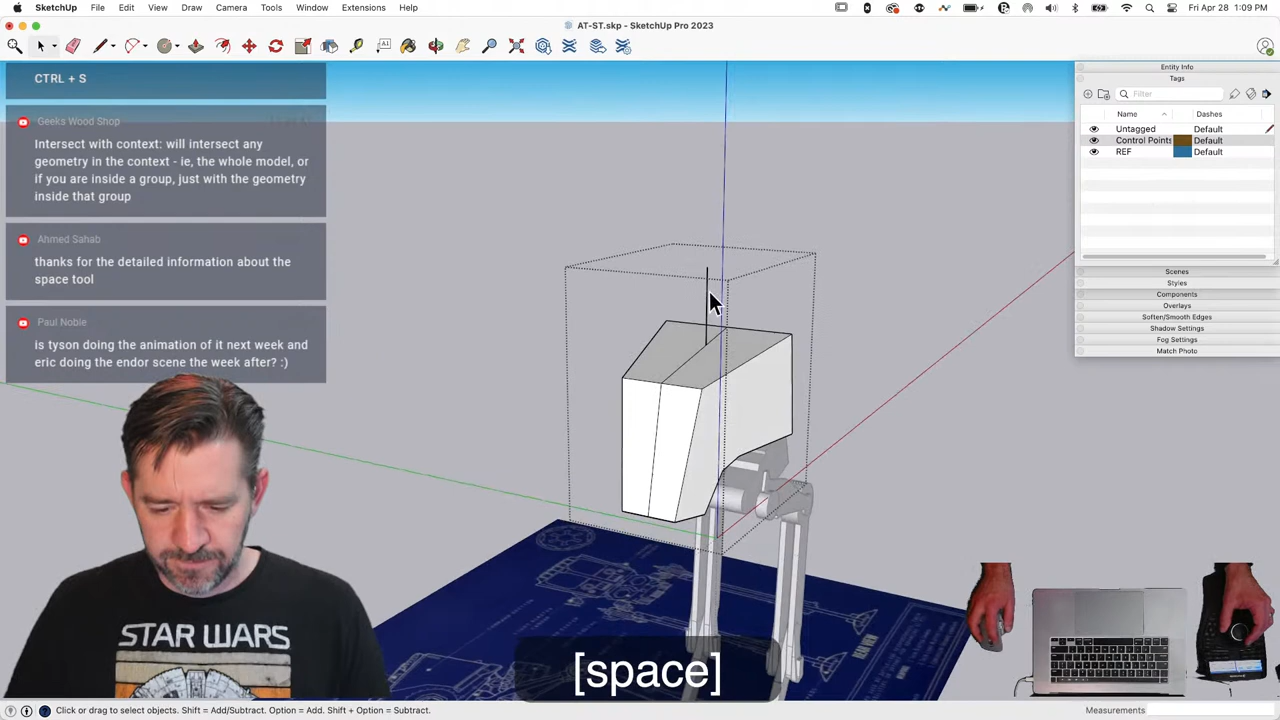 SketchUp File Edit View Draw Camera Tools Window Extensions Help
Fri Apr 28 1:09 PM
AT-ST.skp - SketchUp Pro 2023
CTRL + S
Geeks Wood Shop
Intersect with context: will intersect any
geometry in the context - ie, the whole model, or
if you are inside a group, just with the geometry
inside that group
Ahmed Sahab
thanks for the detailed information about the
space tool
Paul Noble
is tyson doing the animation of it next week and
eric doing the endor scene the week after? :)
Entity Info
Tags
Filter
Name Dashes
Untagged Default
Control Points Default
REF Default
Scenes
Styles
Components
Overlays
Soften/Smooth Edges
Shadow Settings
Fog Settings
Match Photo
STAR WARS
[space]
Click or drag to select objects. Shift = Add/Subtract. Option = Add. Shift + Option = Subtract.
Measurements